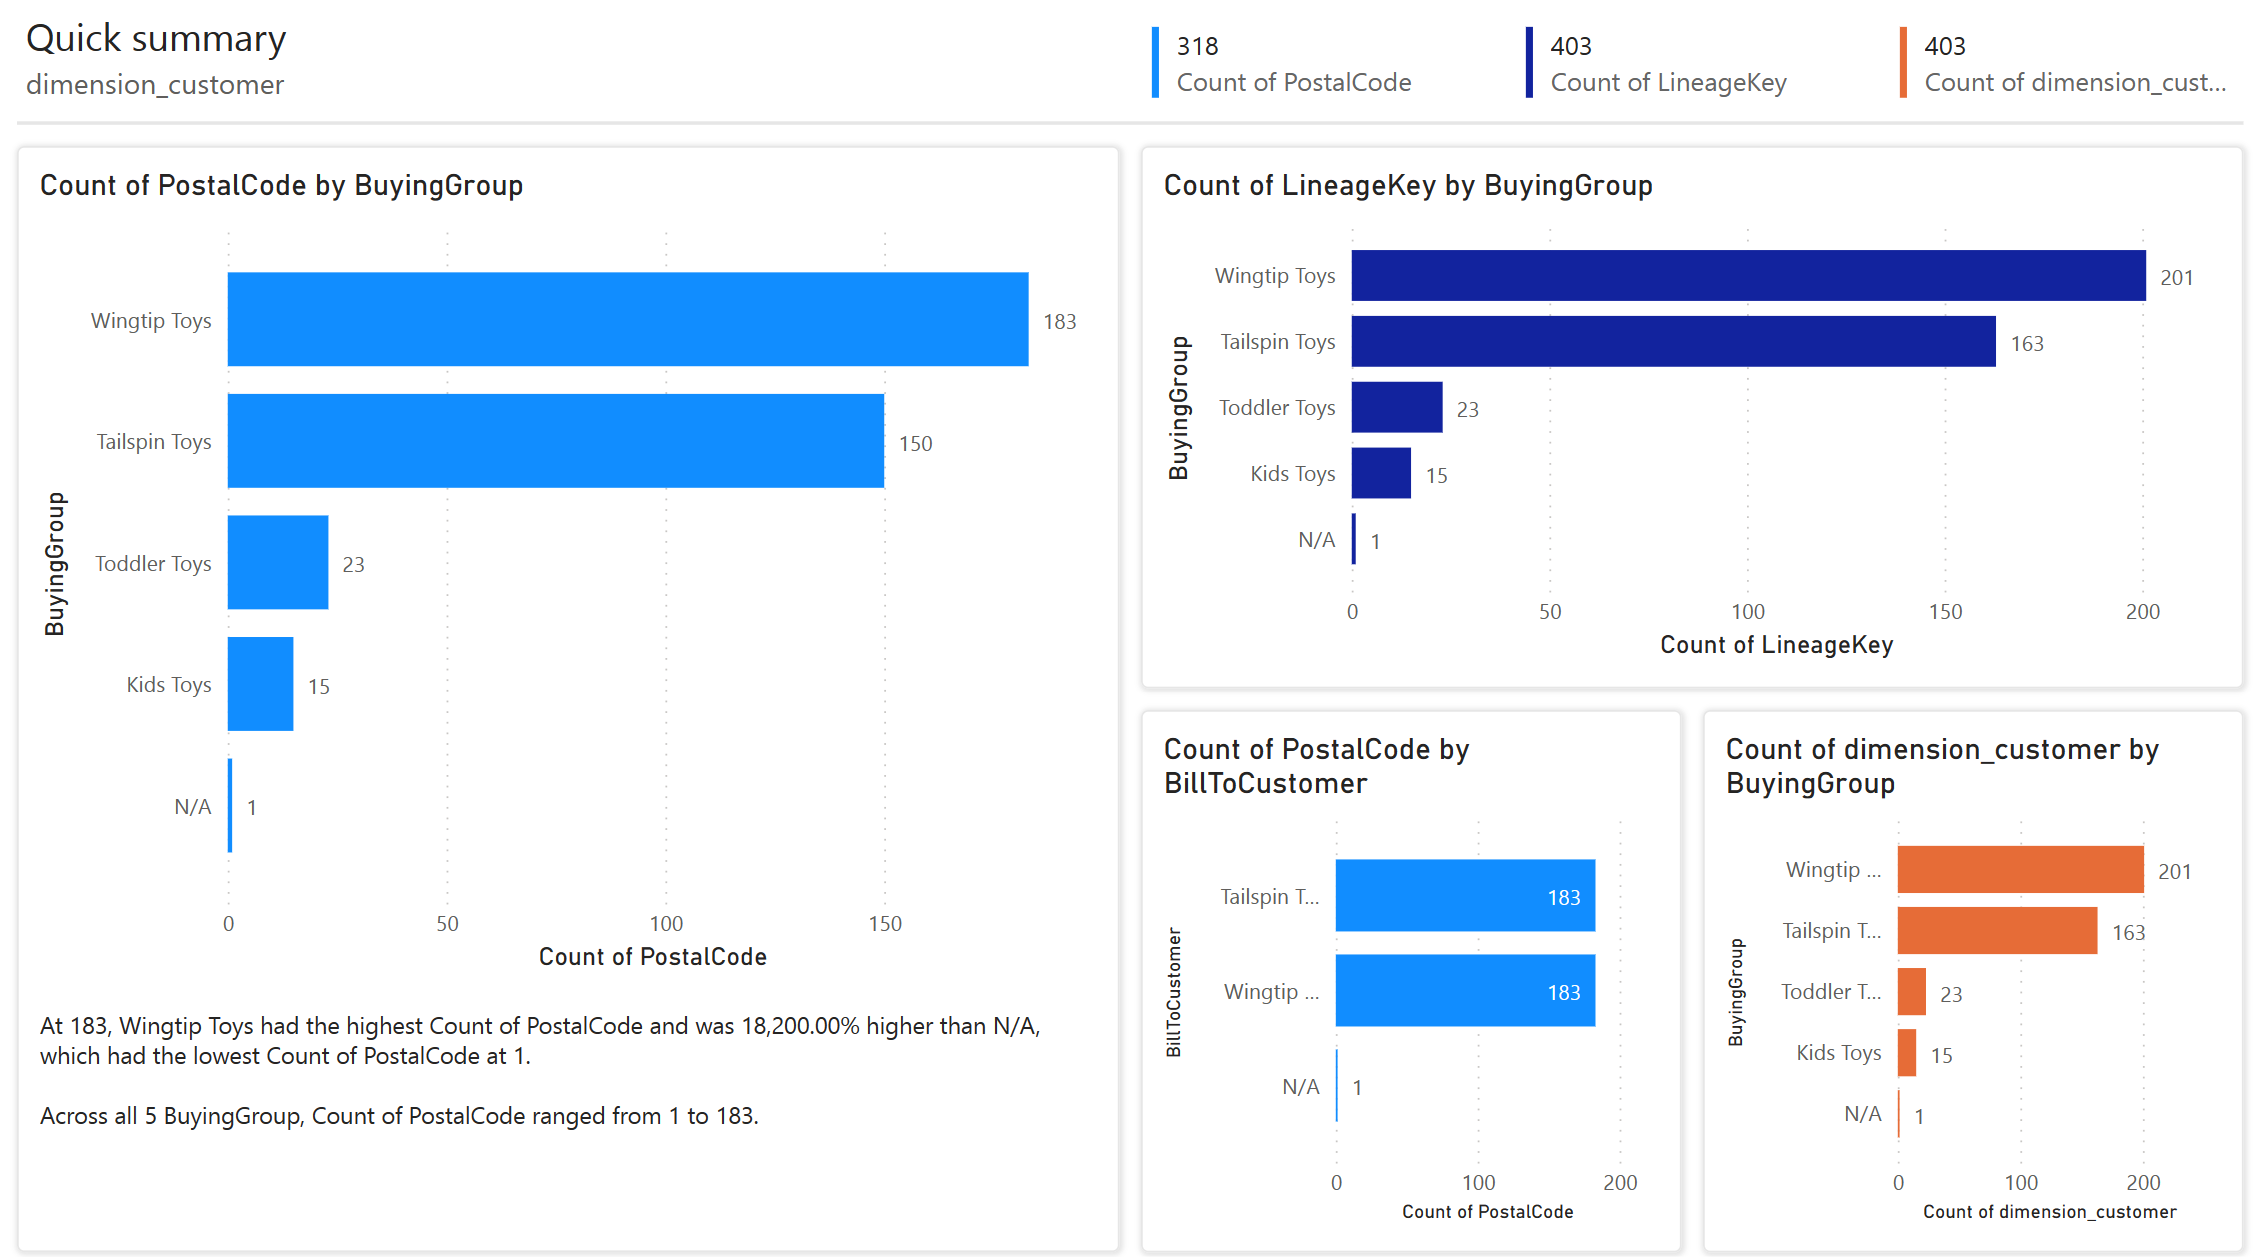 Quick summary
dimension_customer
318
Count of PostalCode
403
Count of LineageKey
403
Count of dimension_cust...
Count of PostalCode by BuyingGroup
BuyingGroup
Wingtip Toys
183
Tailspin Toys
150
Toddler Toys
23
Kids Toys
15
N/A
1
0
50
100
150
Count of PostalCode
At 183, Wingtip Toys had the highest Count of PostalCode and was 18,200.00% higher than N/A,
which had the lowest Count of PostalCode at 1.
Across all 5 BuyingGroup, Count of PostalCode ranged from 1 to 183.
Count of LineageKey by BuyingGroup
BuyingGroup
Wingtip Toys
201
Tailspin Toys
163
Toddler Toys
23
Kids Toys
15
N/A
1
0
50
100
150
200
Count of LineageKey
Count of PostalCode by
BillToCustomer
BillToCustomer
Tailspin T...
183
Wingtip ...
183
N/A
1
0
100
200
Count of PostalCode
Count of dimension_customer by
BuyingGroup
BuyingGroup
Wingtip ...
201
Tailspin T...
163
Toddler T...
23
Kids Toys
15
N/A
1
0
100
200
Count of dimension_customer